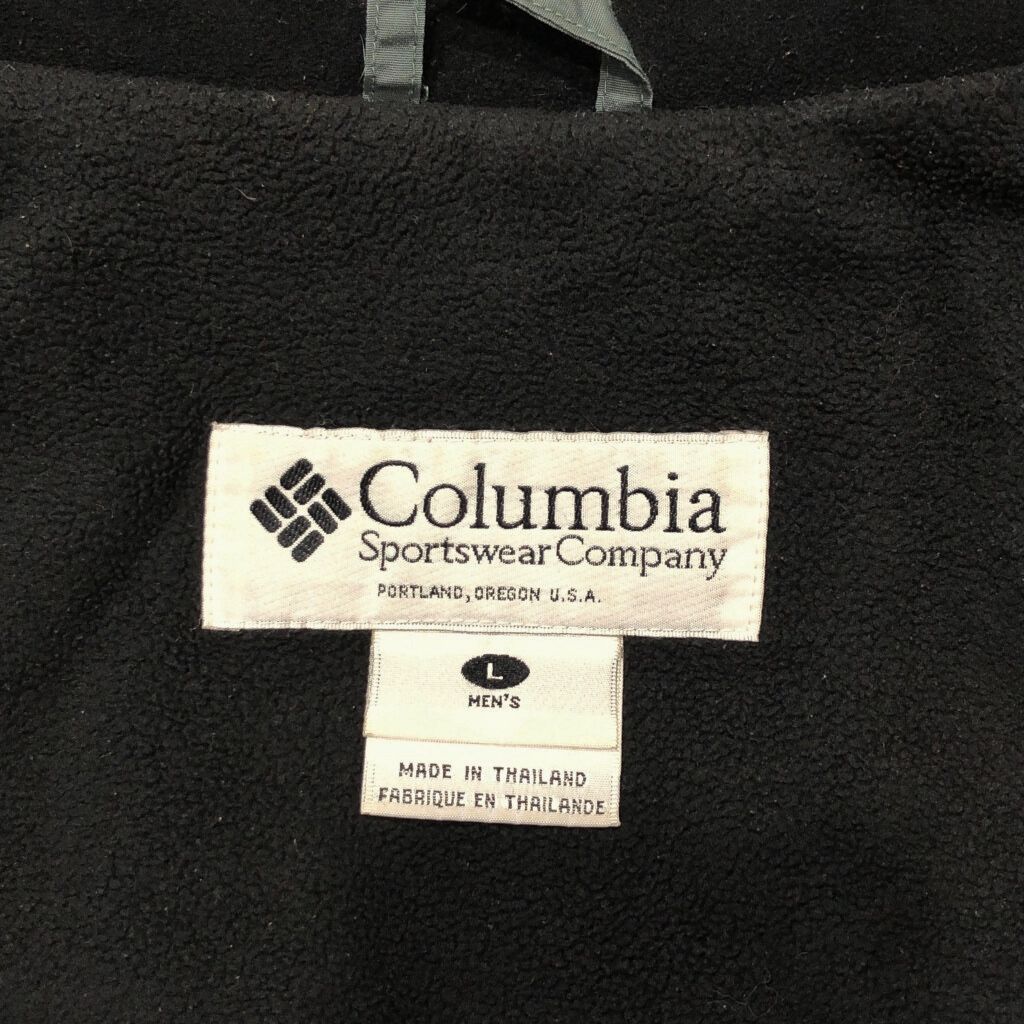 Columbia
Sportswear Company
PORTLAND, OREGON U.S.A.
L
MEN'S
MADE IN THAILAND
FABRIQUE EN THAILANDE